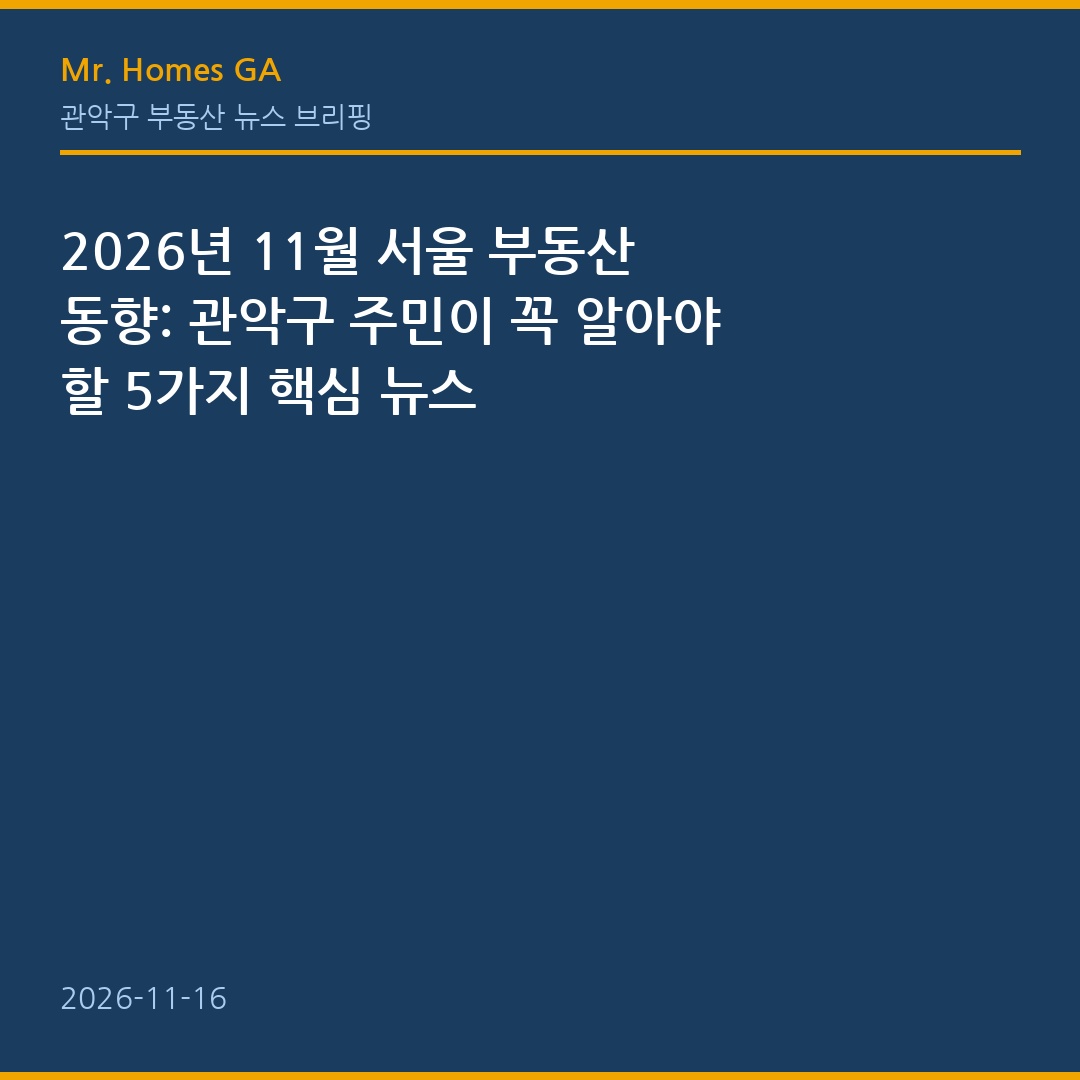 Mr. Homes GA
관악구 부동산 뉴스 브리핑
2026년 11월 서울 부동산
동향: 관악구 주민이 꼭 알아야
할 5가지 핵심 뉴스
2026-11-16